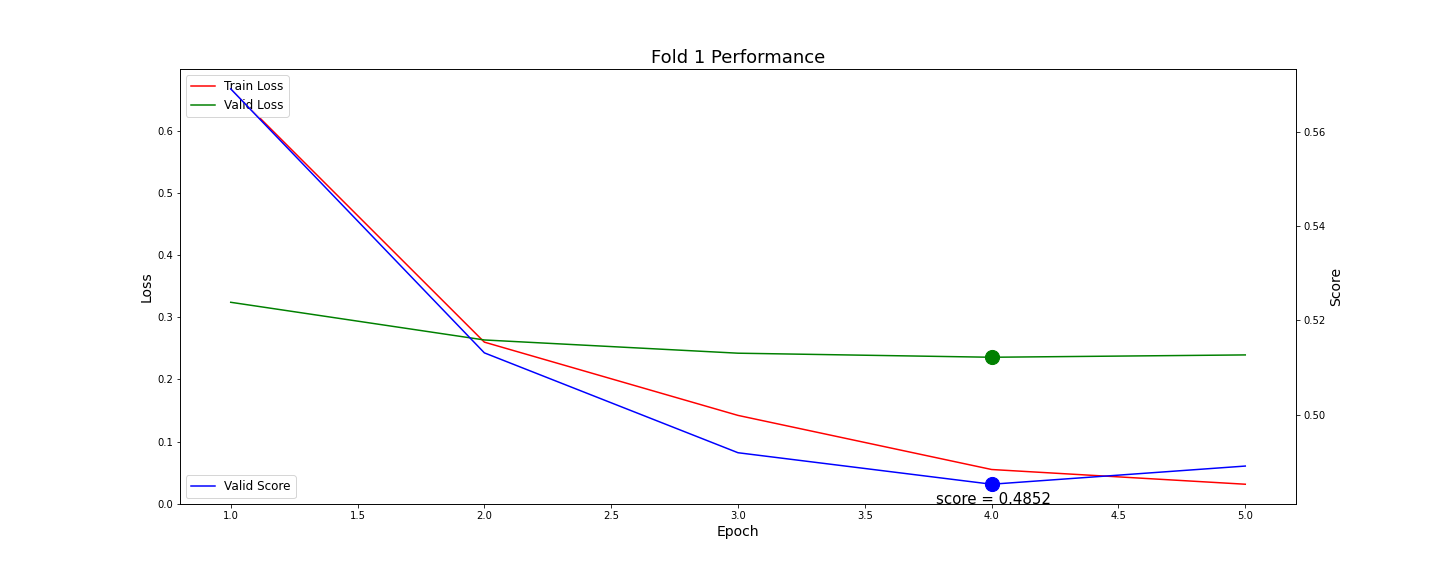 Fold 1 Performance
Train Loss
Valid Loss
Valid Score
score = 0.4852
Loss
0.6
0.5
0.4
0.3
0.2
0.1
0.0
Score
0.56
0.54
0.52
0.50
1.0 1.5 2.0 2.5 3.0 3.5 4.0 4.5 5.0
Epoch